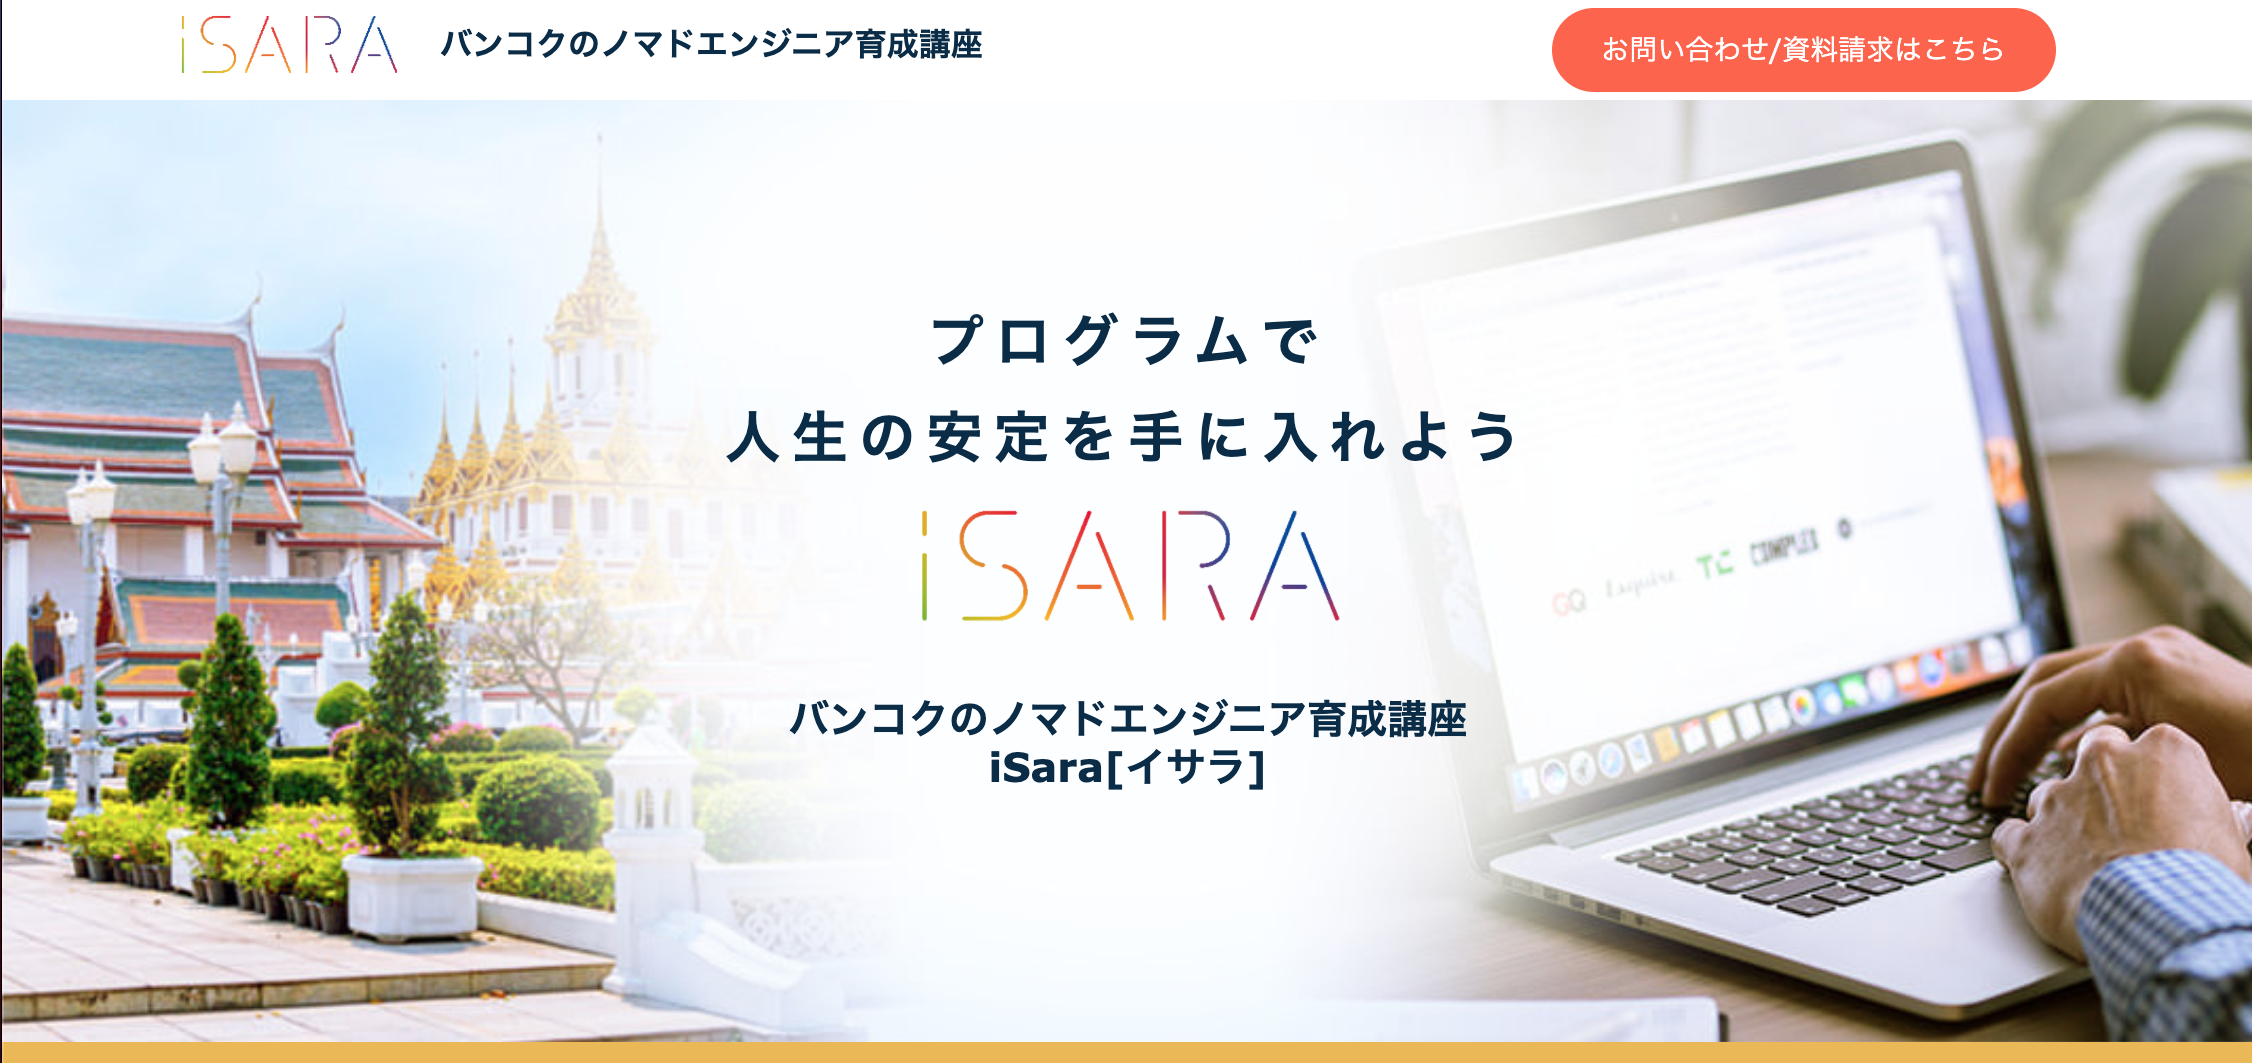 iSARA
バンコクのノマドエンジニア育成講座
お問い合わせ/資料請求はこちら
プログラムで
人生の安定を手に入れよう
iSARA
バンコクのノマドエンジニア育成講座
iSara[イサラ]
GQ Esquire TC COMPLEX